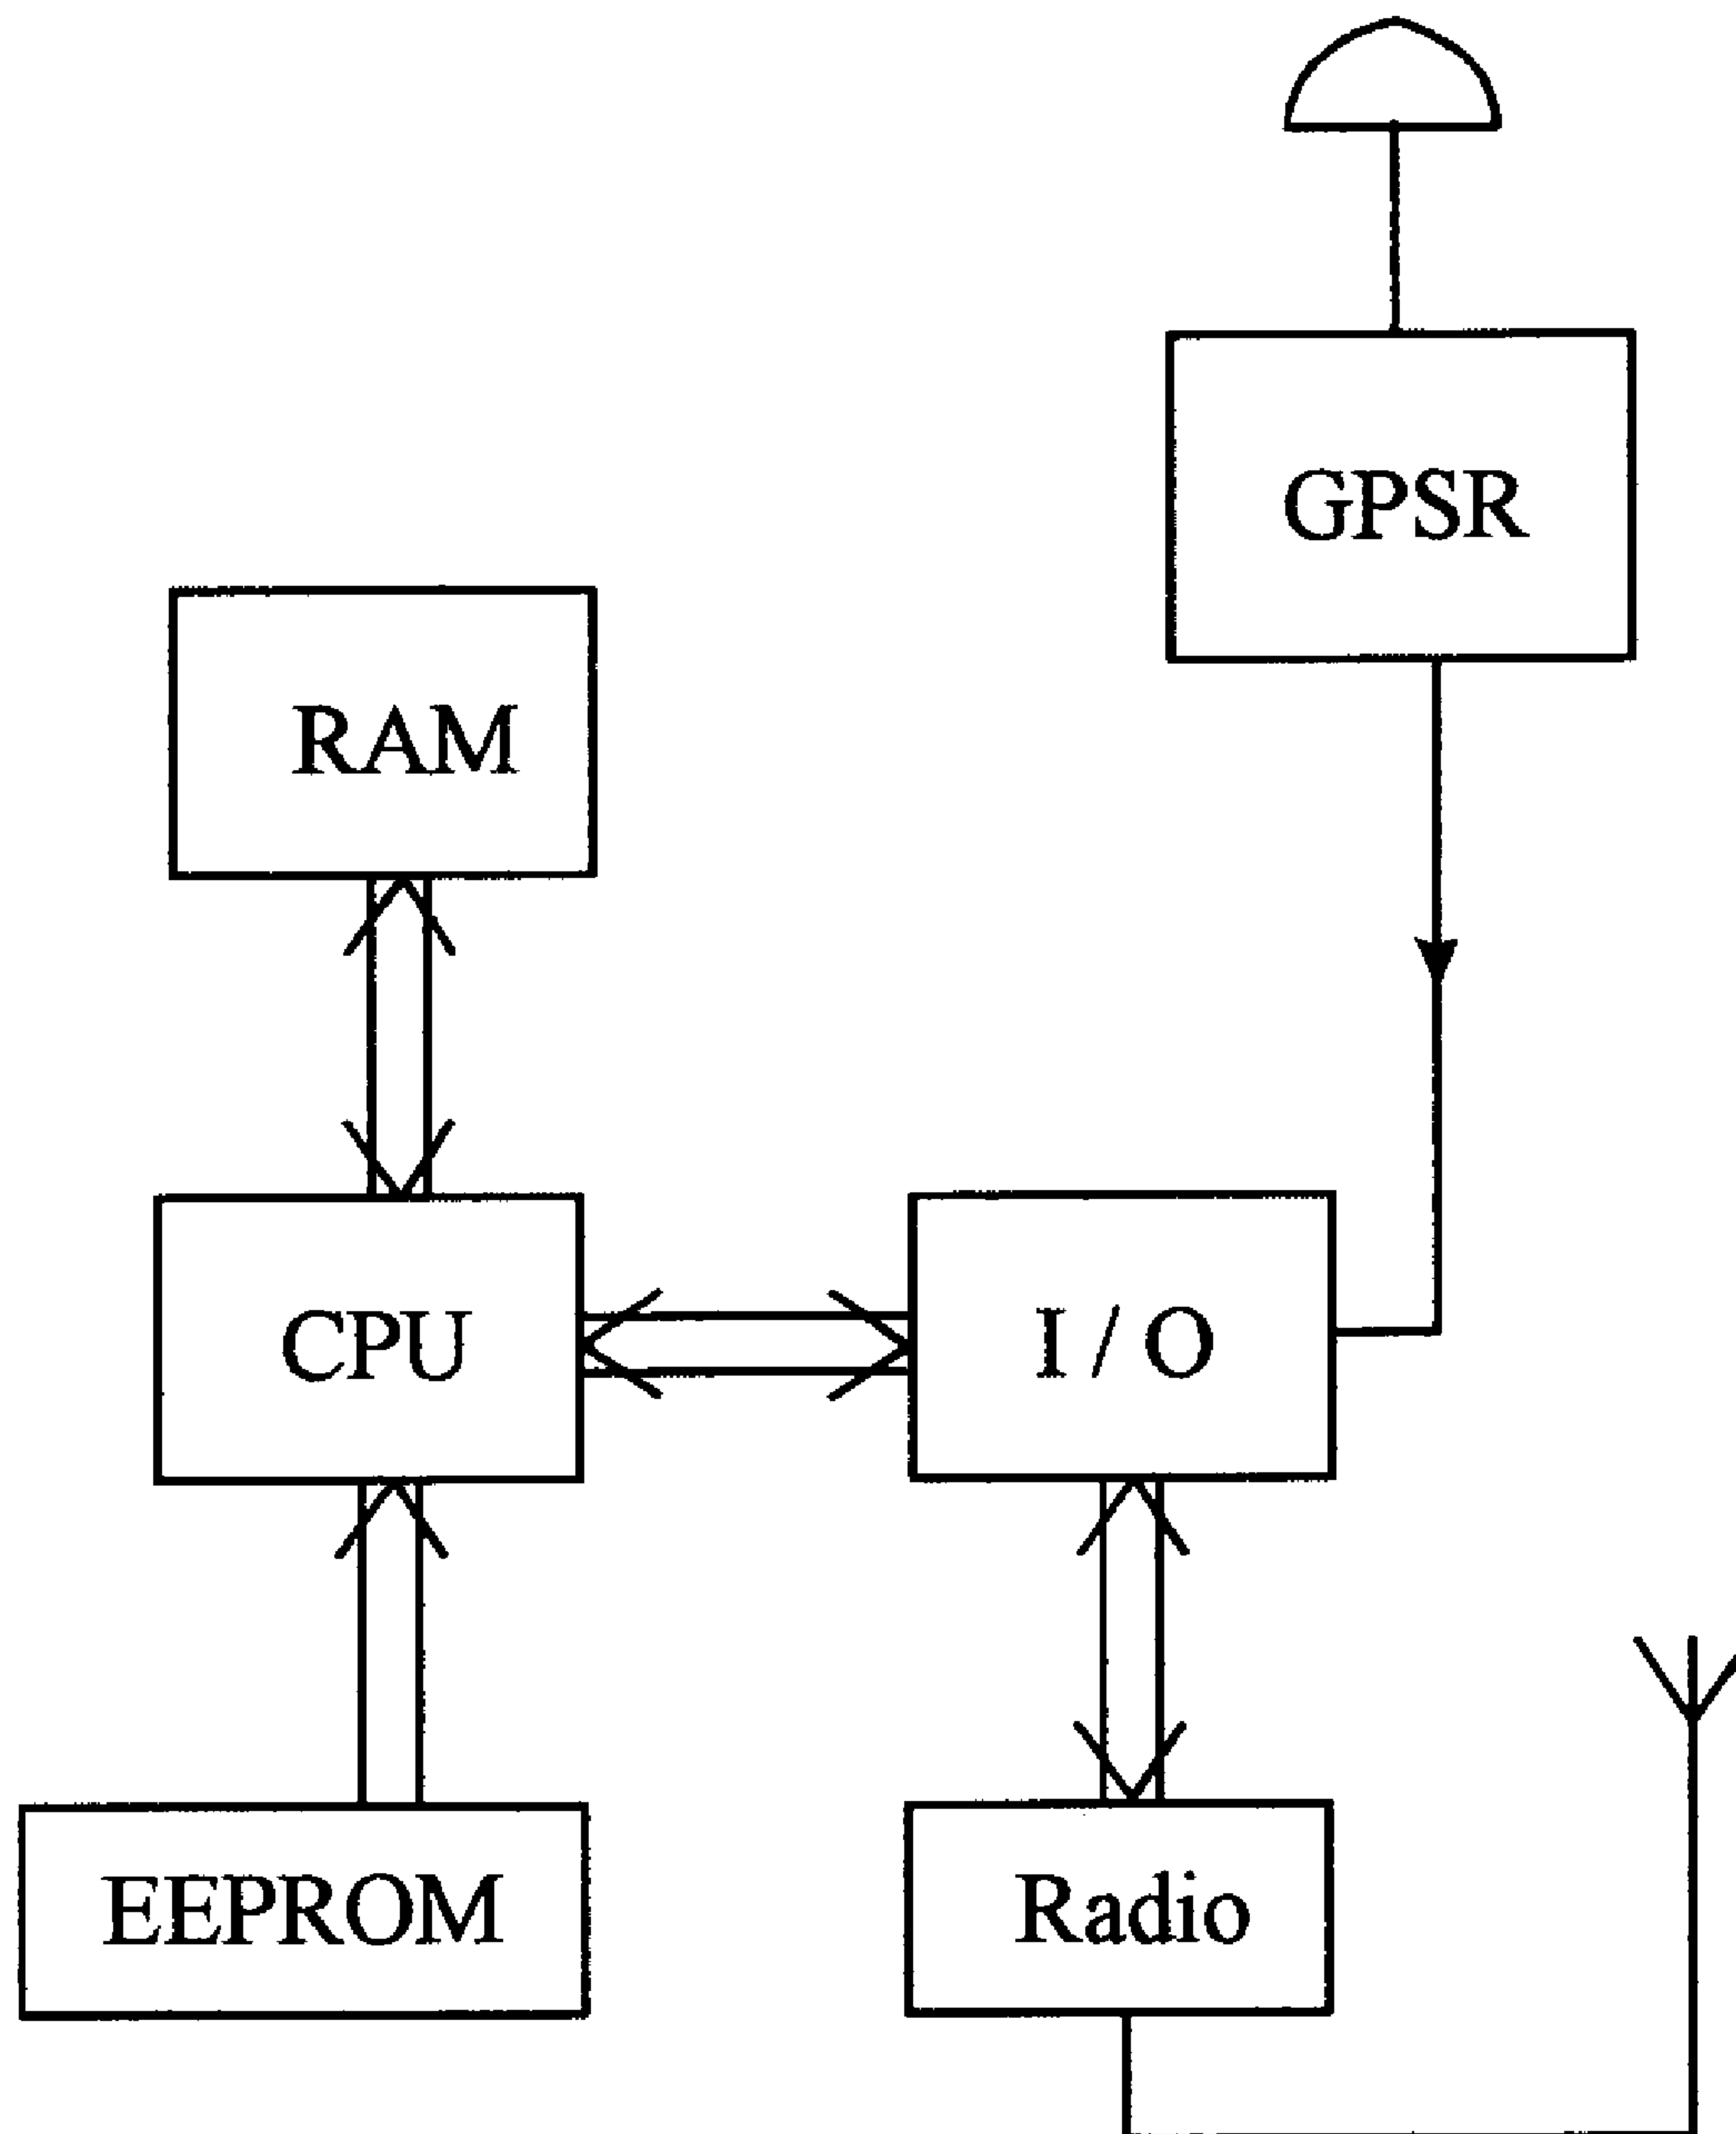 GPSR
RAM
CPU
I / O
EEPROM
Radio